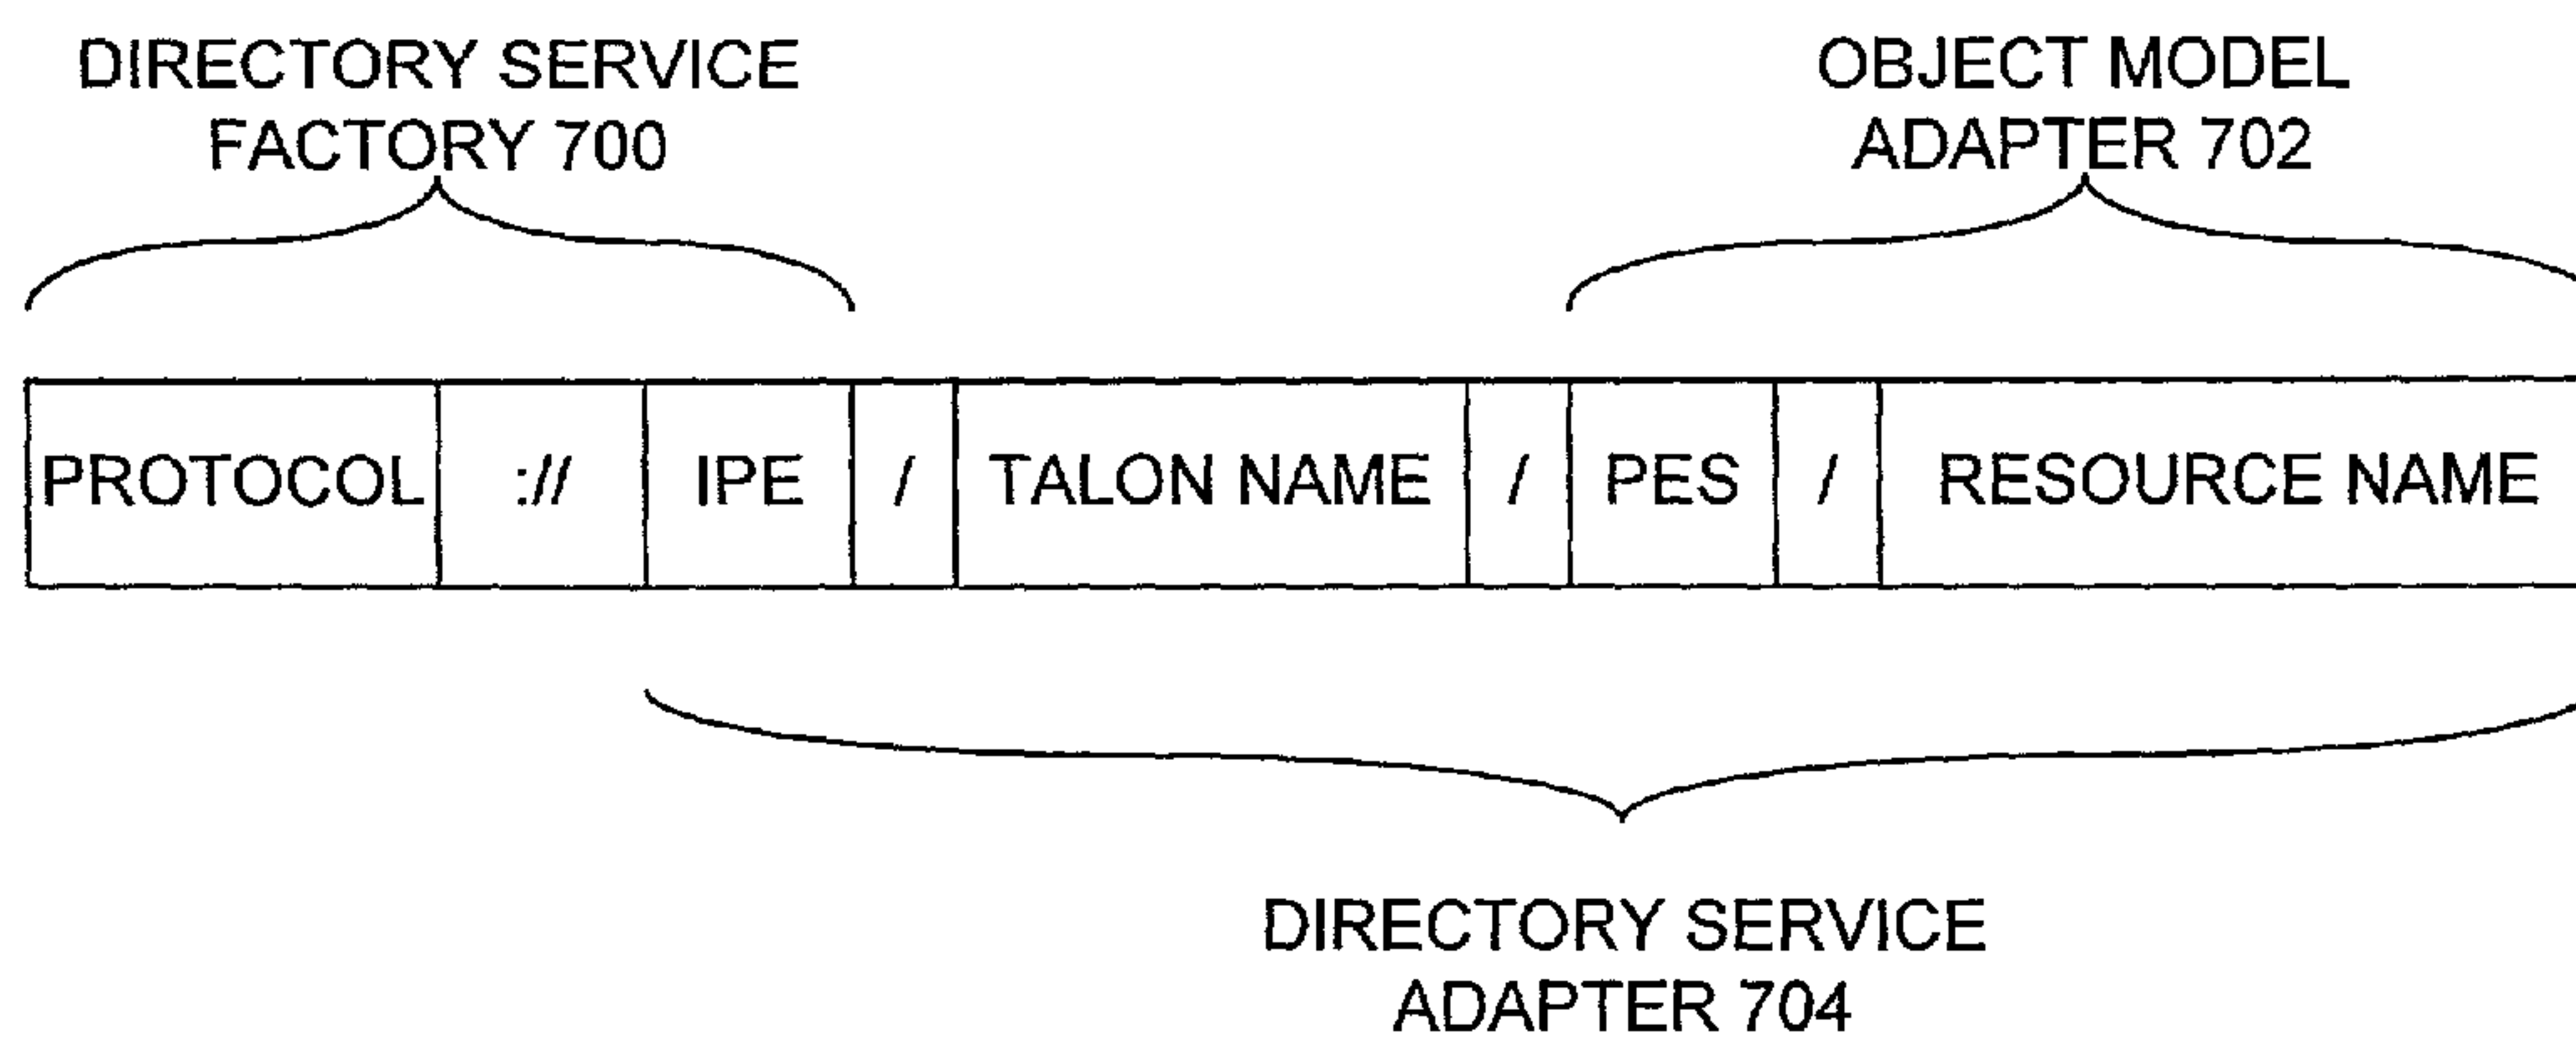 DIRECTORY SERVICE
FACTORY 700
OBJECT MODEL
ADAPTER 702
PROTOCOL :// IPE / TALON NAME / PES / RESOURCE NAME
DIRECTORY SERVICE
ADAPTER 704